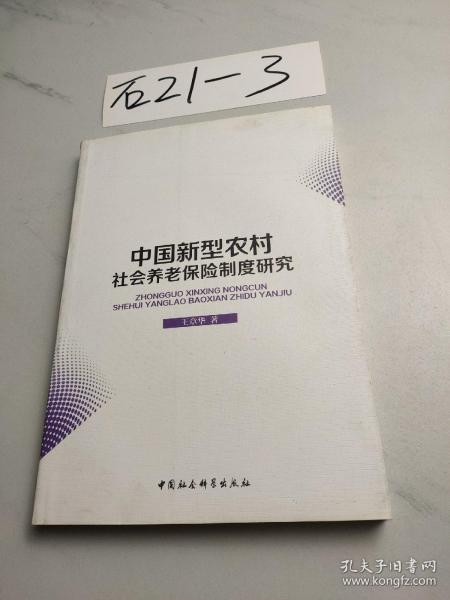 石21-3
中国新型农村
社会养老保险制度研究
ZHONGGUO XINXING NONGCUN
SHEHUI YANGLAO BAOXIAN ZHIDU YANJIU
王章华 著
中国社会科学出版社
孔夫子旧书网
www.kongfz.com